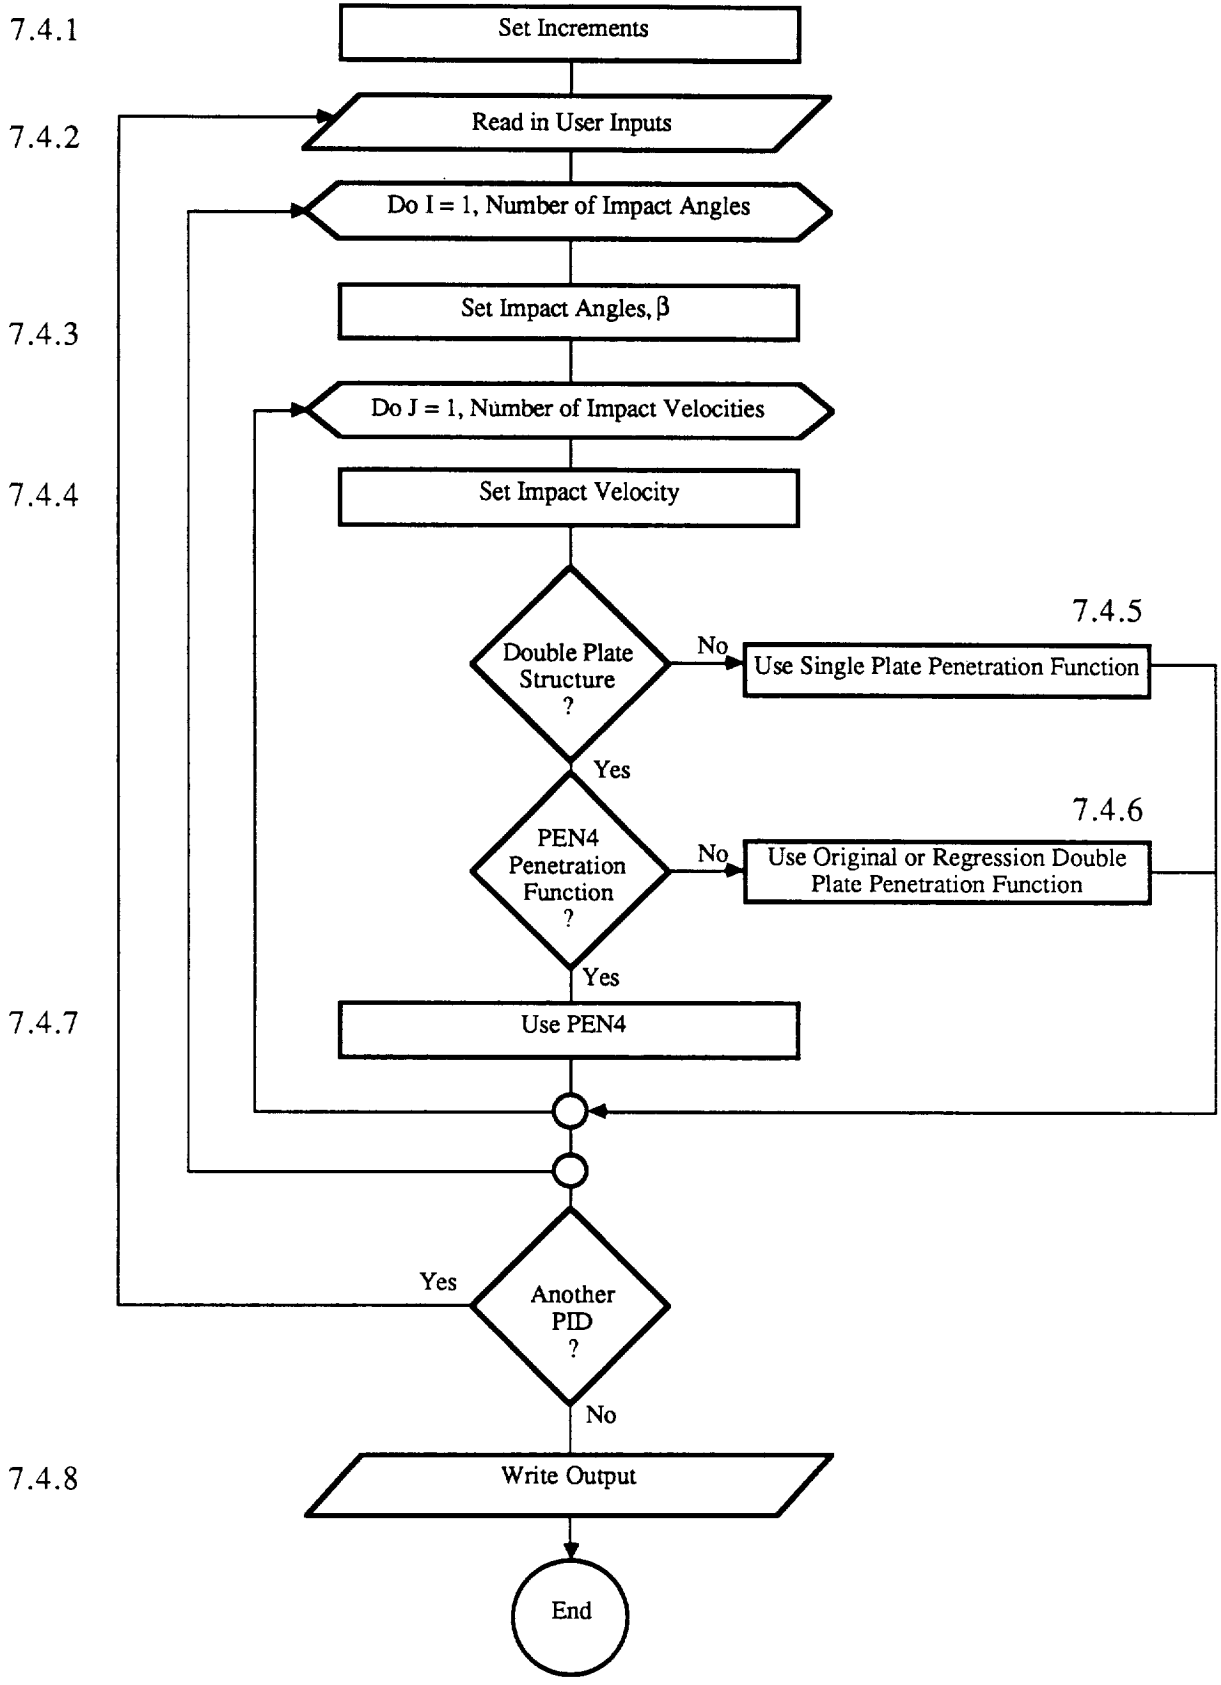 7.4.1
Set Increments
7.4.2
Read in User Inputs
Do I = 1, Number of Impact Angles
7.4.3
Set Impact Angles, β
Do J = 1, Number of Impact Velocities
7.4.4
Set Impact Velocity
7.4.5
Double Plate
Structure
?
No
Use Single Plate Penetration Function
Yes
7.4.6
PEN4
Penetration
Function
?
No
Use Original or Regression Double
Plate Penetration Function
Yes
7.4.7
Use PEN4
Yes
Another
PID
?
No
7.4.8
Write Output
End